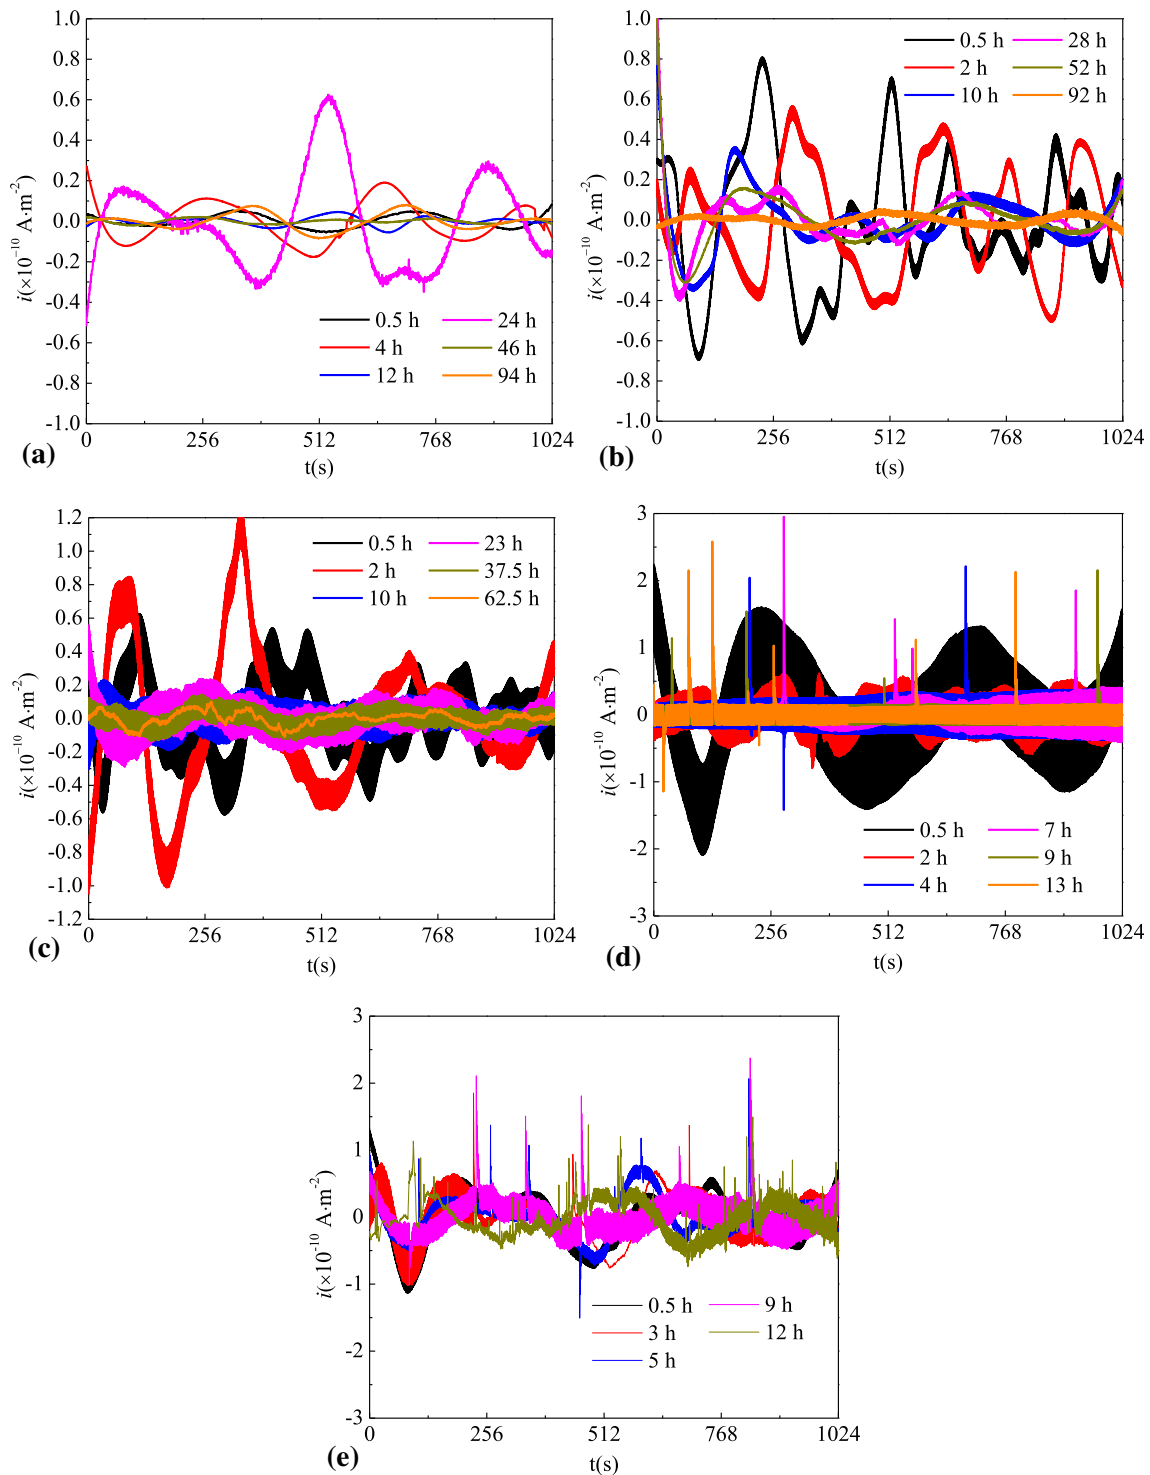 1.0
0.8
0.6
0.4
0.2
0.0
-0.2
-0.4
-0.6
-0.8
-1.0
i(×10⁻¹⁰ A·m⁻²)
0.5 h 24 h
4 h 46 h
12 h 94 h
0 256 512 768 1024
t(s)
(a)
1.0
0.8
0.6
0.4
0.2
0.0
-0.2
-0.4
-0.6
-0.8
-1.0
i(×10⁻¹⁰ A·m⁻²)
0.5 h 28 h
2 h 52 h
10 h 92 h
0 256 512 768 1024
t(s)
(b)
1.2
1.0
0.8
0.6
0.4
0.2
0.0
-0.2
-0.4
-0.6
-0.8
-1.0
-1.2
i(×10⁻¹⁰ A·m⁻²)
0.5 h 23 h
2 h 37.5 h
10 h 62.5 h
0 256 512 768 1024
t(s)
(c)
3
2
1
0
-1
-2
-3
i(×10⁻¹⁰ A·m⁻²)
0.5 h 7 h
2 h 9 h
4 h 13 h
0 256 512 768 1024
t(s)
(d)
3
2
1
0
-1
-2
-3
i(×10⁻¹⁰ A·m⁻²)
0.5 h 9 h
3 h 12 h
5 h
0 256 512 768 1024
t(s)
(e)